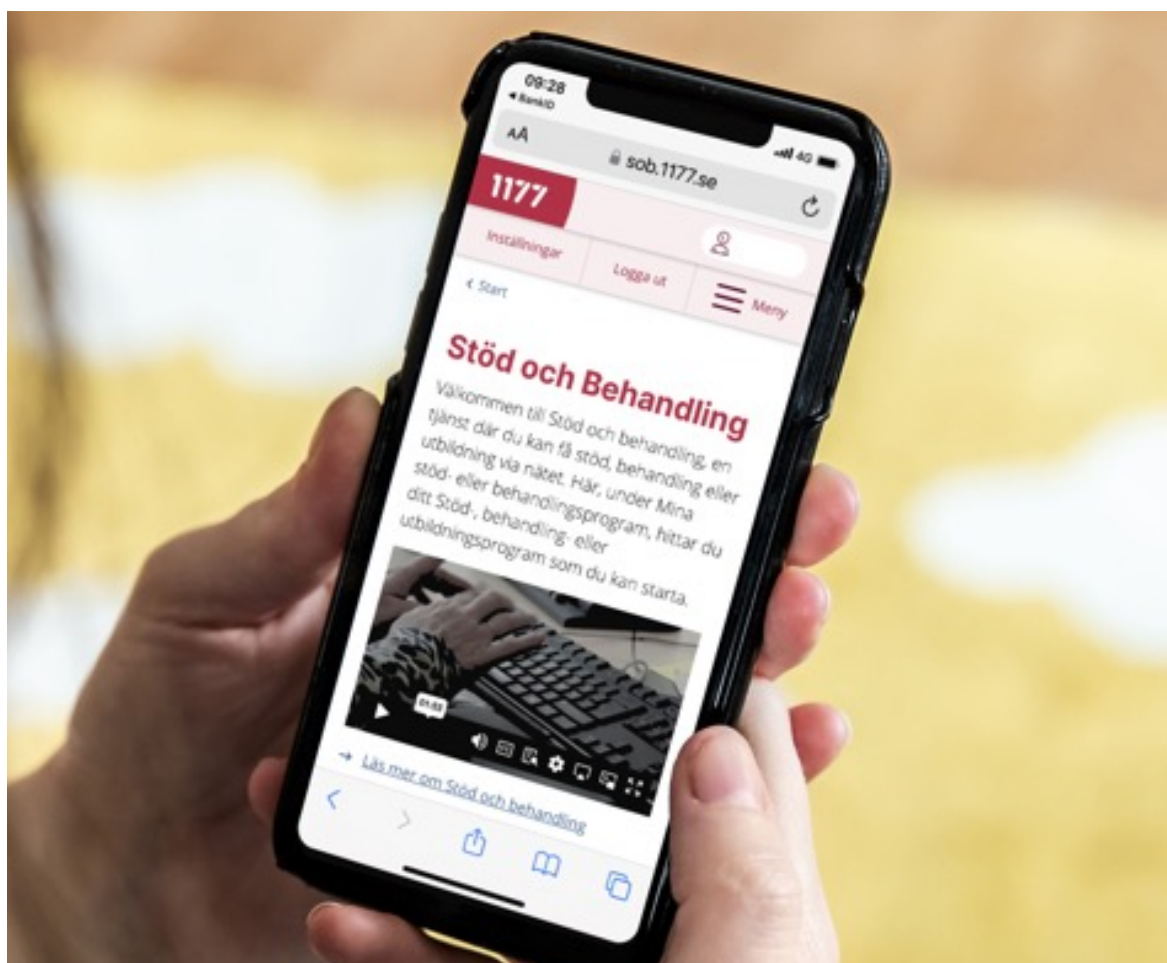 09:28
◀ BankID
4G
AA
sob.1177.se
1177
Inställningar
Logga ut
Meny
< Start
Stöd och Behandling
Välkommen till Stöd och behandling, en
tjänst där du kan få stöd, behandling eller
utbildning via nätet. Här, under Mina
stöd- eller behandlingsprogram, hittar du
ditt Stöd-, behandling- eller
utbildningsprogram som du kan starta.
01:53
→ Läs mer om Stöd och behandling